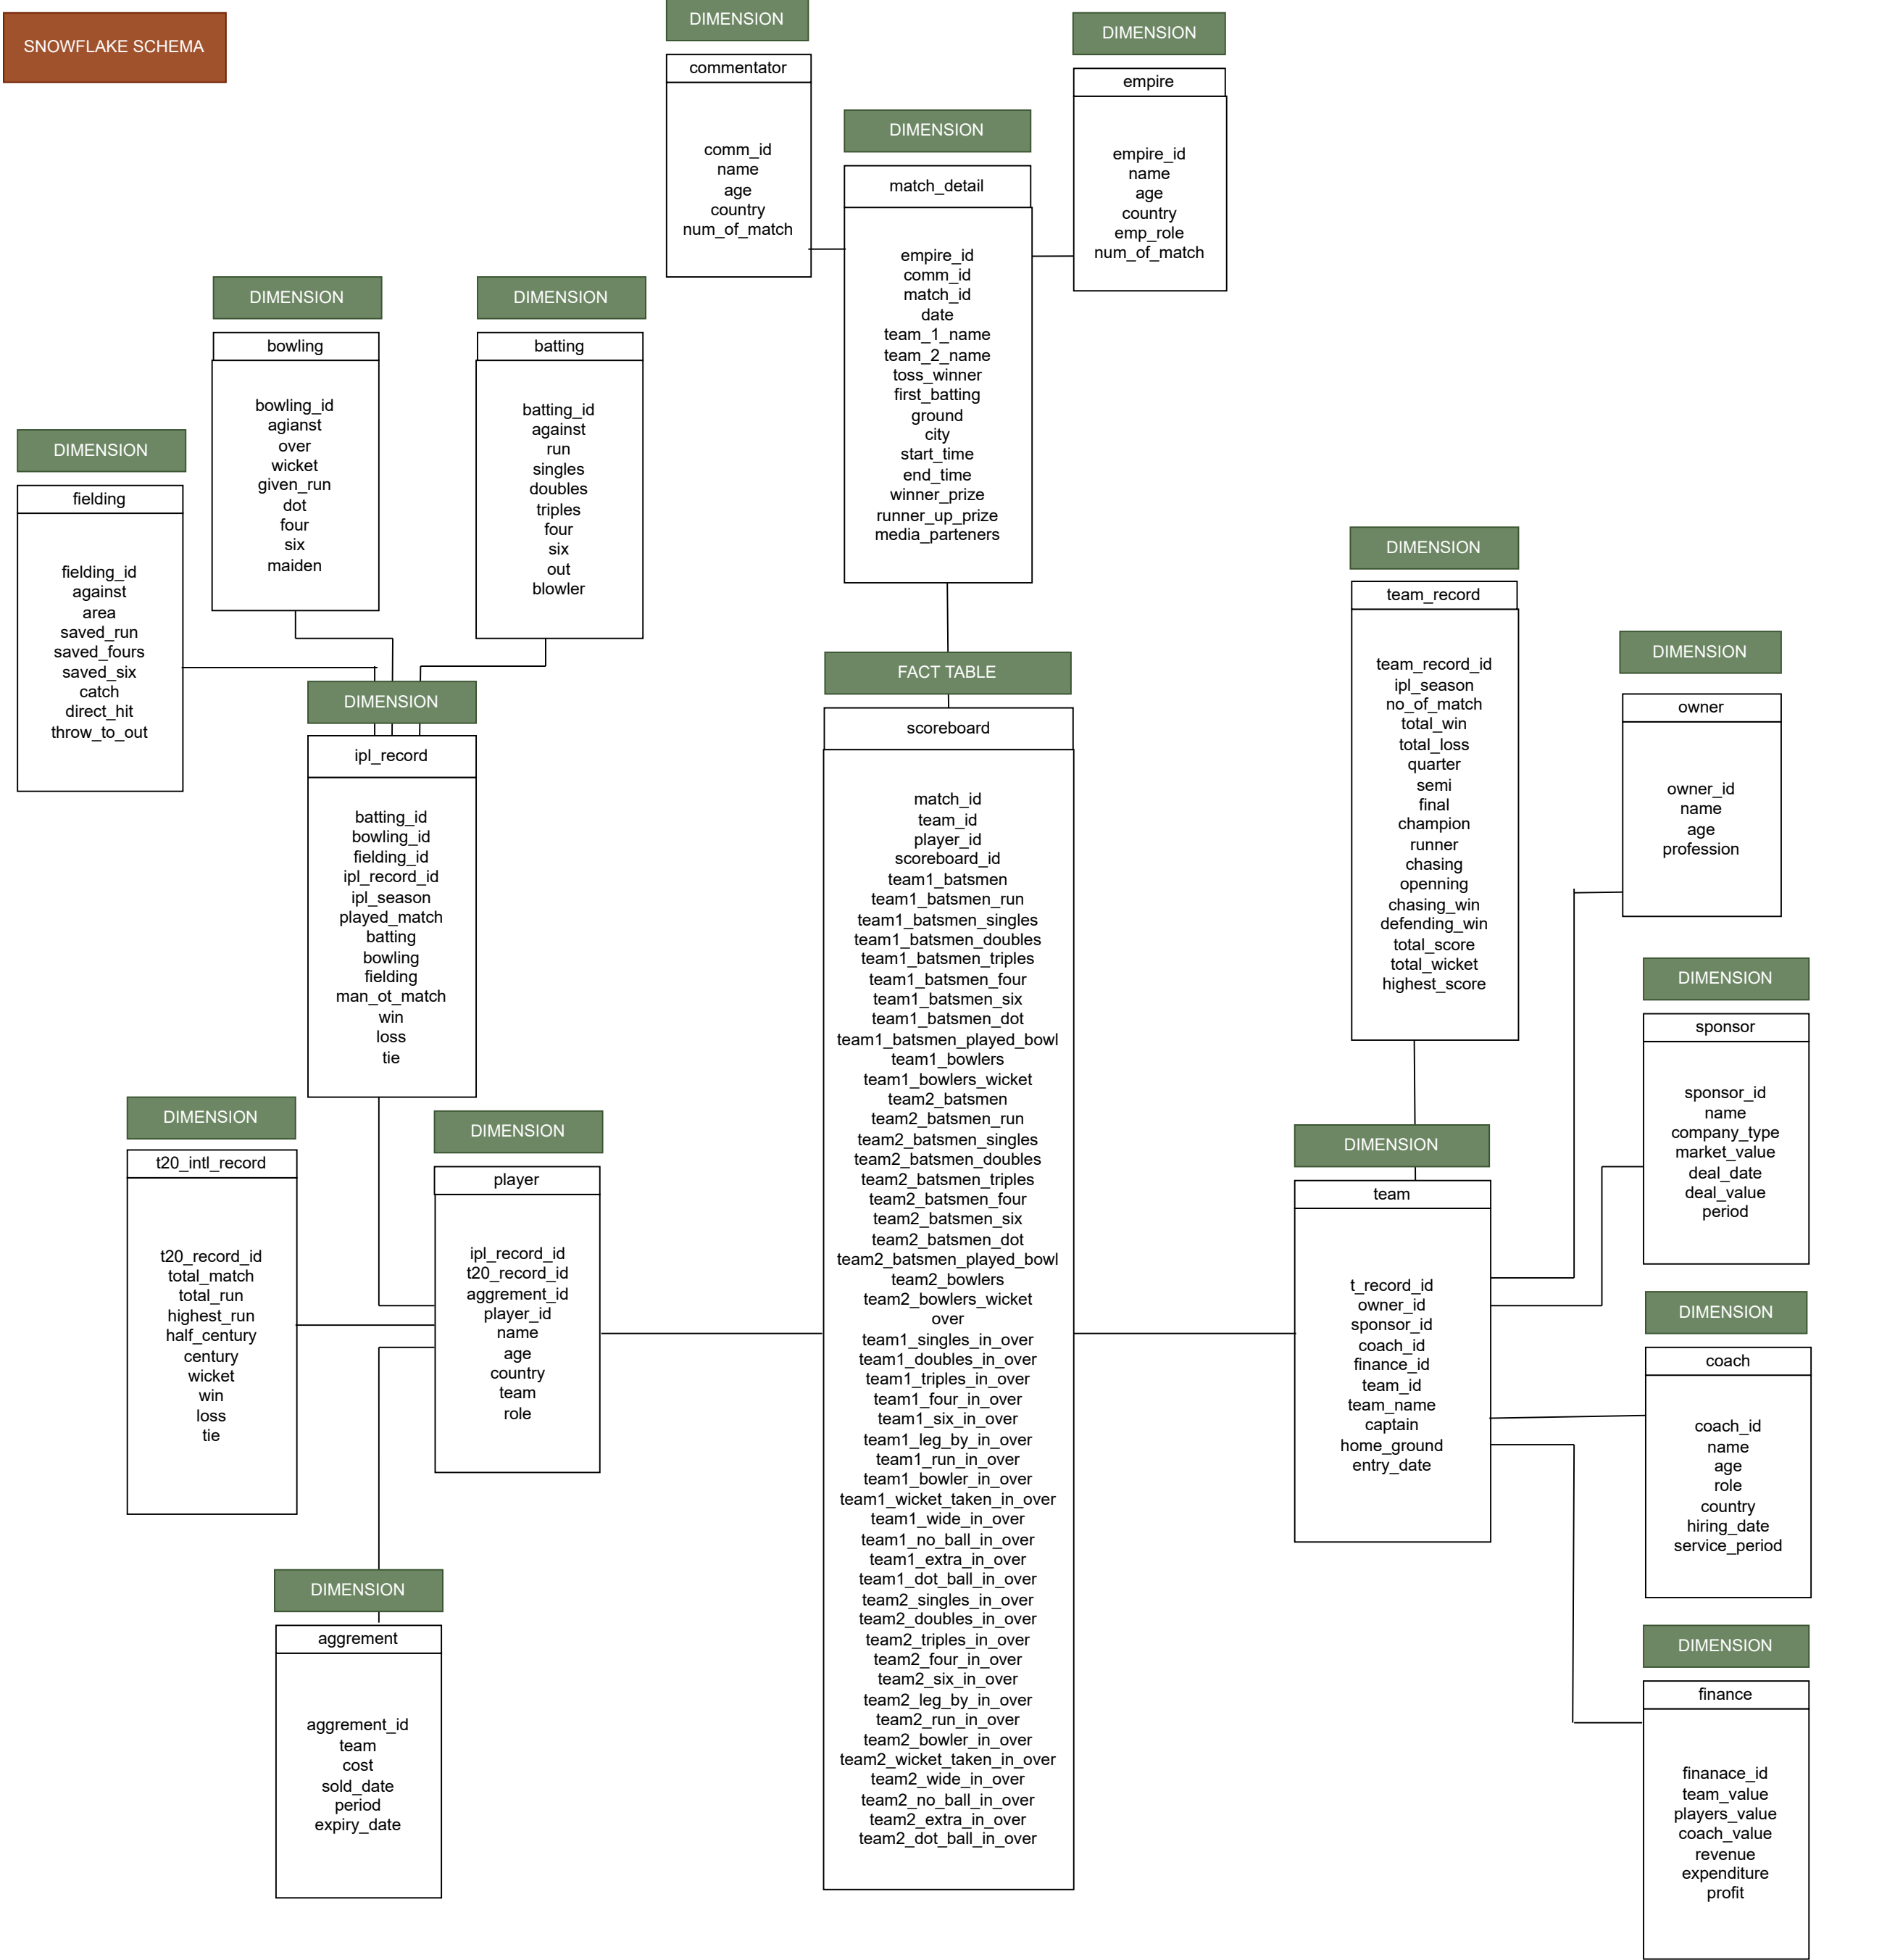 SNOWFLAKE SCHEMA
DIMENSION
commentator
comm_id
name
age
country
num_of_match
DIMENSION
empire
empire_id
name
age
country
emp_role
num_of_match
DIMENSION
match_detail
empire_id
comm_id
match_id
date
team_1_name
team_2_name
toss_winner
first_batting
ground
city
start_time
end_time
winner_prize
runner_up_prize
media_parteners
DIMENSION
bowling
bowling_id
agianst
over
wicket
given_run
dot
four
six
maiden
DIMENSION
batting
batting_id
against
run
singles
doubles
triples
four
six
out
blowler
DIMENSION
fielding
fielding_id
against
area
saved_run
saved_fours
saved_six
catch
direct_hit
throw_to_out
DIMENSION
ipl_record
batting_id
bowling_id
fielding_id
ipl_record_id
ipl_season
played_match
batting
bowling
fielding
man_ot_match
win
loss
tie
FACT TABLE
scoreboard
match_id
team_id
player_id
scoreboard_id
team1_batsmen
team1_batsmen_run
team1_batsmen_singles
team1_batsmen_doubles
team1_batsmen_triples
team1_batsmen_four
team1_batsmen_six
team1_batsmen_dot
team1_batsmen_played_bowl
team1_bowlers
team1_bowlers_wicket
team2_batsmen
team2_batsmen_run
team2_batsmen_singles
team2_batsmen_doubles
team2_batsmen_triples
team2_batsmen_four
team2_batsmen_six
team2_batsmen_dot
team2_batsmen_played_bowl
team2_bowlers
team2_bowlers_wicket
over
team1_singles_in_over
team1_doubles_in_over
team1_triples_in_over
team1_four_in_over
team1_six_in_over
team1_leg_by_in_over
team1_run_in_over
team1_bowler_in_over
team1_wicket_taken_in_over
team1_wide_in_over
team1_no_ball_in_over
team1_extra_in_over
team1_dot_ball_in_over
team2_singles_in_over
team2_doubles_in_over
team2_triples_in_over
team2_four_in_over
team2_six_in_over
team2_leg_by_in_over
team2_run_in_over
team2_bowler_in_over
team2_wicket_taken_in_over
team2_wide_in_over
team2_no_ball_in_over
team2_extra_in_over
team2_dot_ball_in_over
DIMENSION
team_record
team_record_id
ipl_season
no_of_match
total_win
total_loss
quarter
semi
final
champion
runner
chasing
openning
chasing_win
defending_win
total_score
total_wicket
highest_score
DIMENSION
owner
owner_id
name
age
profession
DIMENSION
sponsor
sponsor_id
name
company_type
market_value
deal_date
deal_value
period
DIMENSION
t20_intl_record
t20_record_id
total_match
total_run
highest_run
half_century
century
wicket
win
loss
tie
DIMENSION
player
ipl_record_id
t20_record_id
aggrement_id
player_id
name
age
country
team
role
DIMENSION
team
t_record_id
owner_id
sponsor_id
coach_id
finance_id
team_id
team_name
captain
home_ground
entry_date
DIMENSION
coach
coach_id
name
age
role
country
hiring_date
service_period
DIMENSION
aggrement
aggrement_id
team
cost
sold_date
period
expiry_date
DIMENSION
finance
finanace_id
team_value
players_value
coach_value
revenue
expenditure
profit